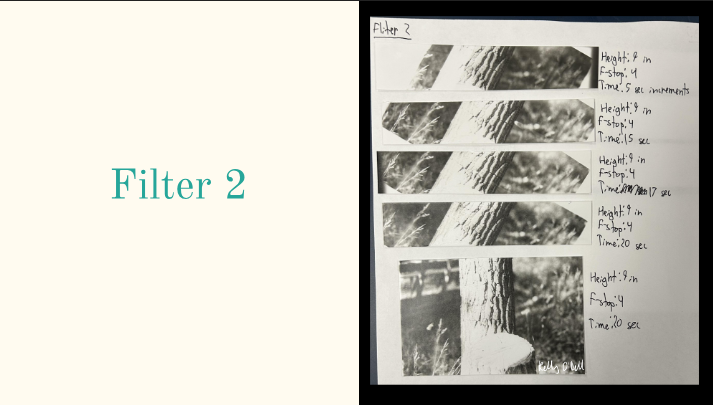 Filter 2
Filter 2
Height: 9 in
F-stop: 4
Time: 5 sec increments
Height: 9 in
F-stop: 4
Time: 15 sec
Height: 9 in
F-stop: 4
Time: 17 sec
Height: 9 in
F-stop: 4
Time: 20 sec
Height: 9 in
F-stop: 4
Time: 20 sec
Kelly